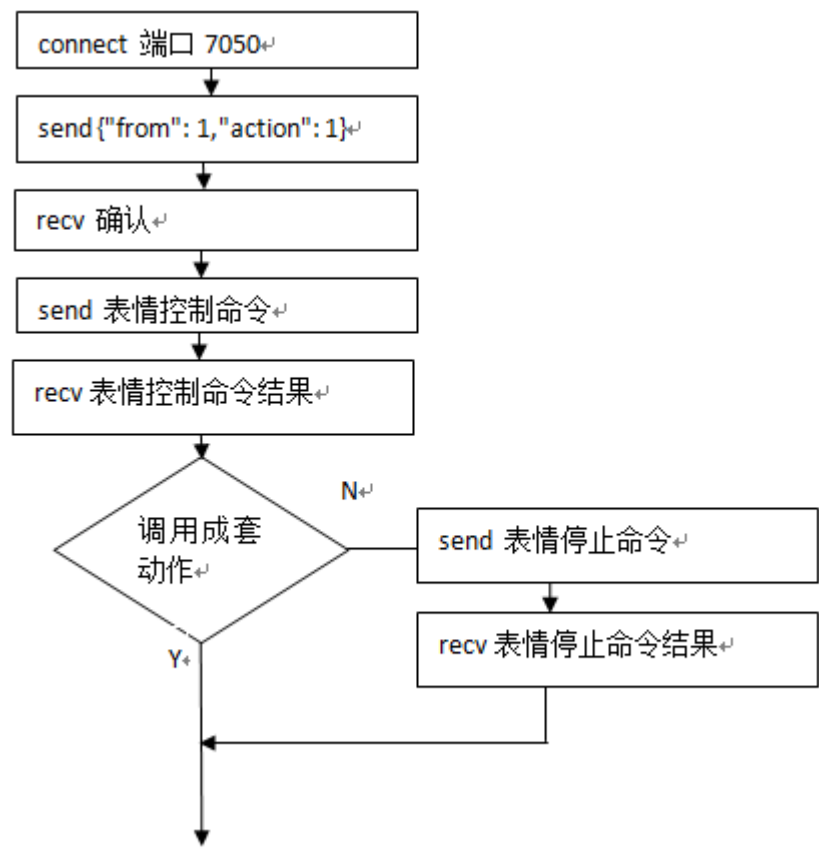 connect 端口 7050
send {"from": 1,"action": 1}
recv 确认
send 表情控制命令
recv 表情控制命令结果
调用成套
动作
N
send 表情停止命令
recv 表情停止命令结果
Y